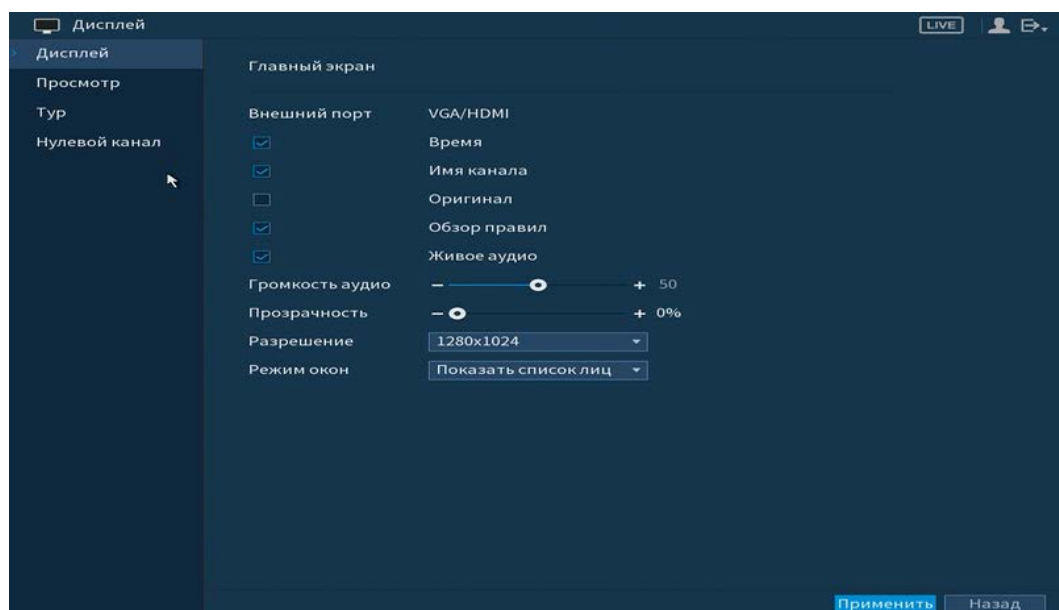 Дисплей
LIVE
Дисплей
Просмотр
Тур
Нулевой канал
Главный экран
Внешний порт VGA/HDMI
Время
Имя канала
Оригинал
Обзор правил
Живое аудио
Громкость аудио − + 50
Прозрачность − + 0%
Разрешение 1280x1024
Режим окон Показать список лиц
Применить Назад